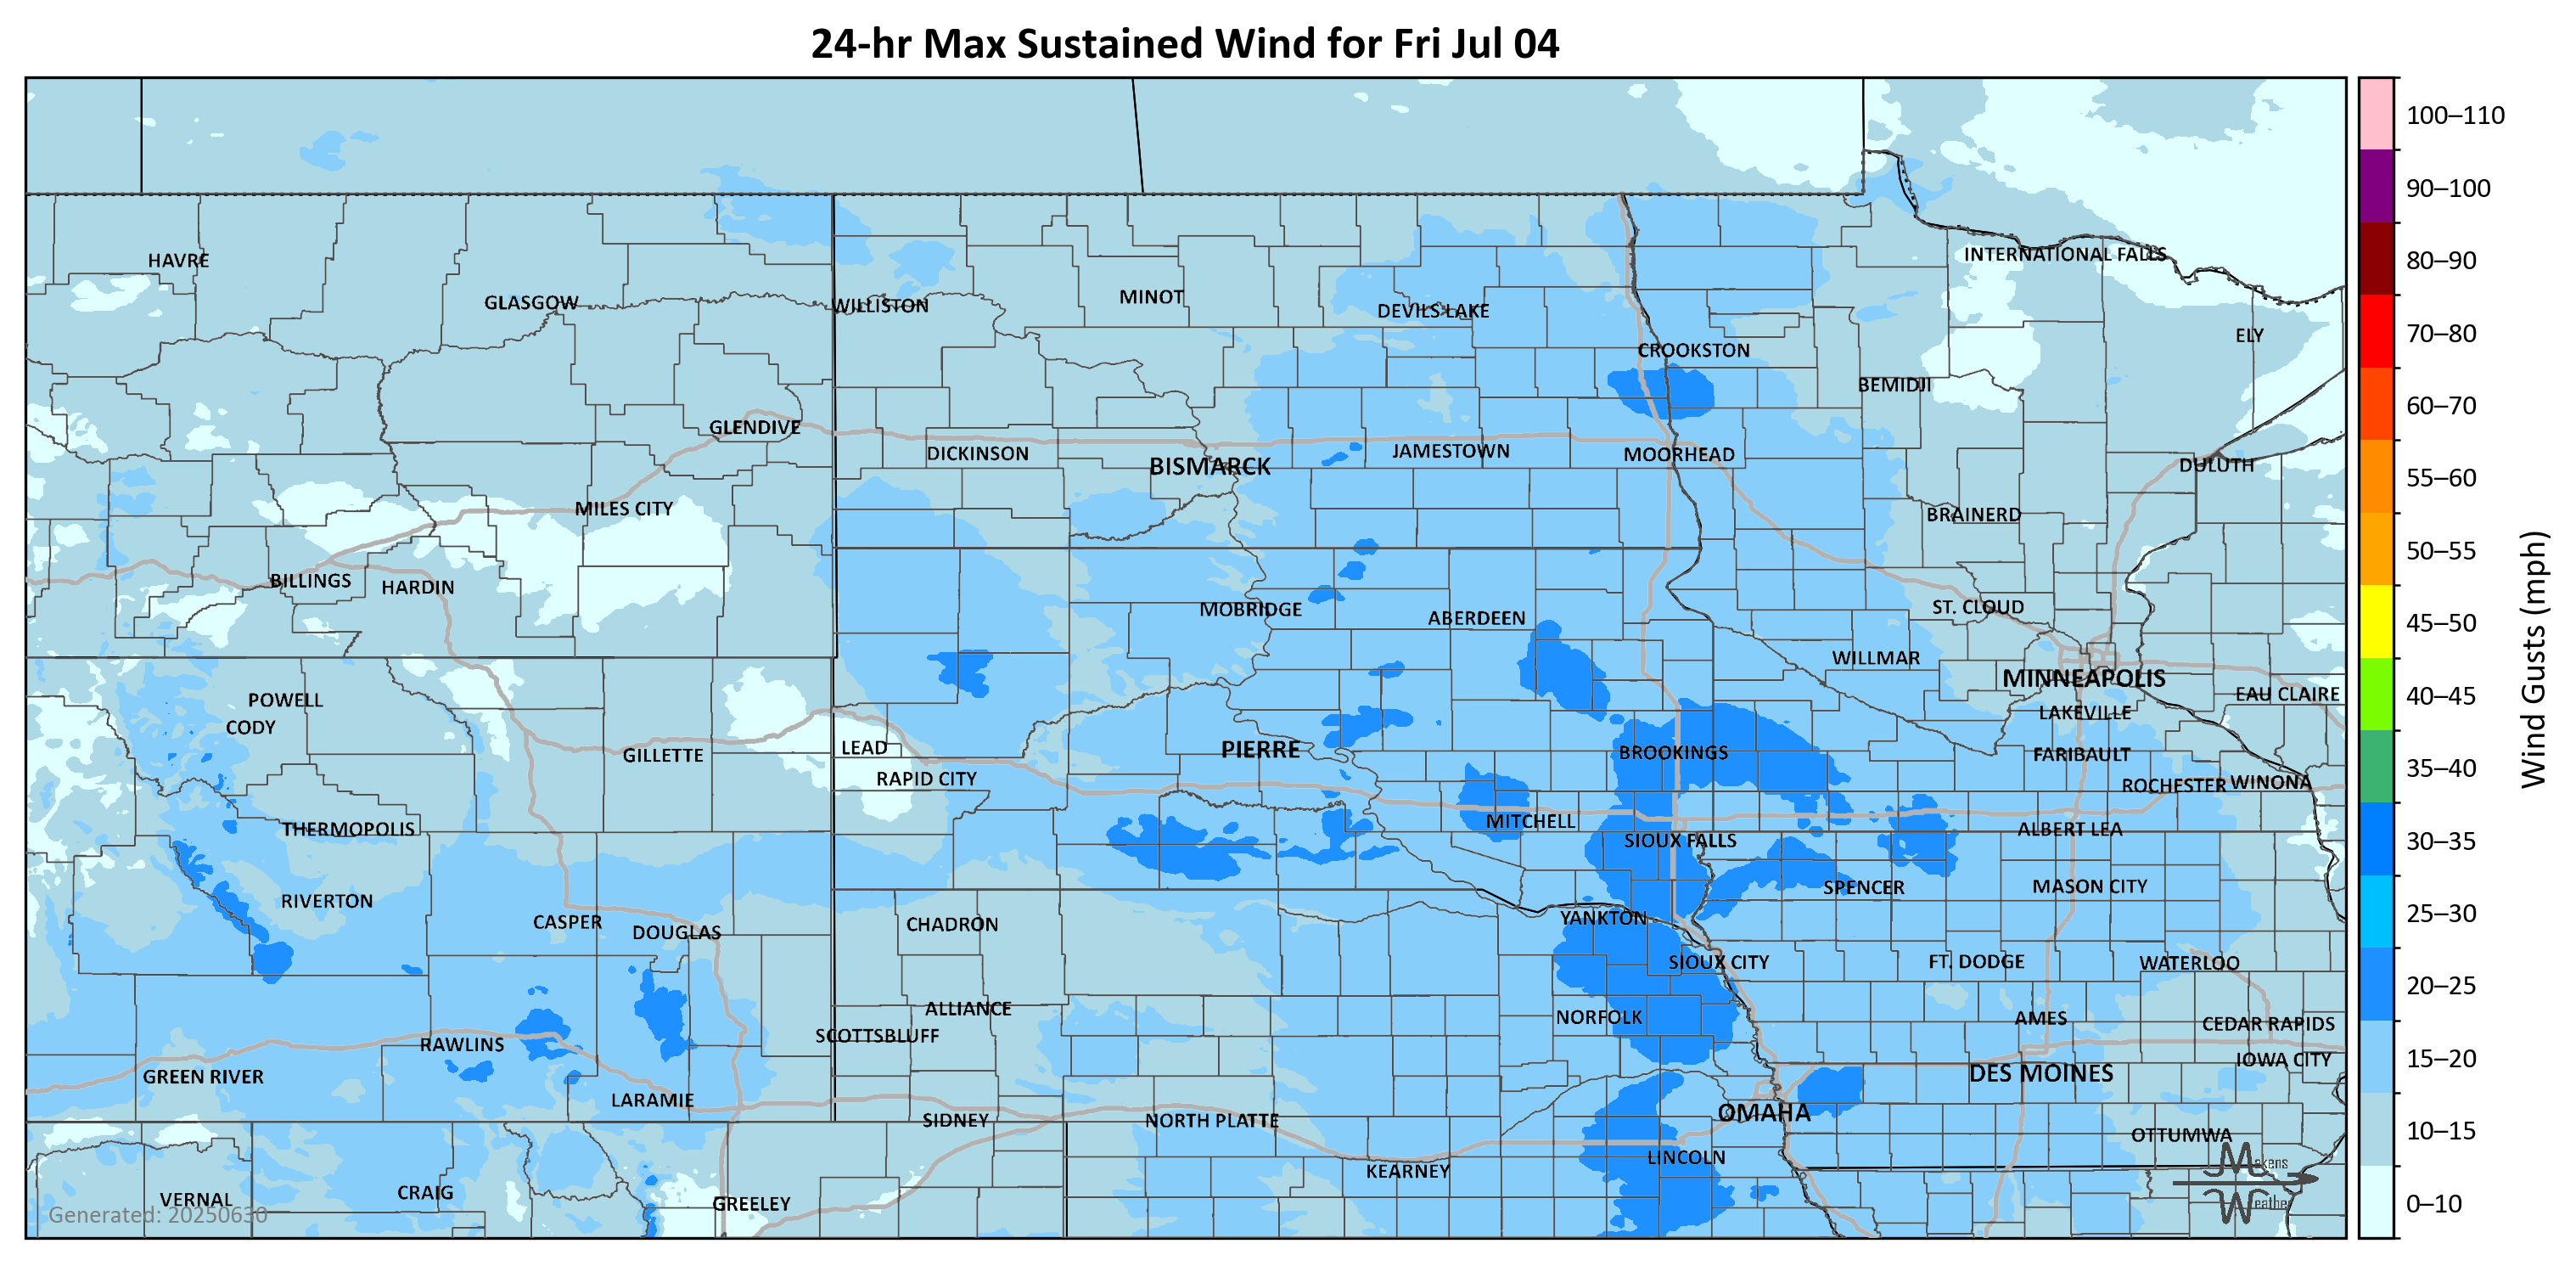 24-hr Max Sustained Wind for Fri Jul 04
100–110
90–100
80–90
70–80
60–70
55–60
50–55
45–50
40–45
35–40
30–35
25–30
20–25
15–20
10–15
0–10
Wind Gusts (mph)
INTERNATIONAL FALLS
HAVRE
MINOT
GLASGOW
WILLISTON
DEVILS LAKE
ELY
CROOKSTON
BEMIDJI
GLENDIVE
DICKINSON
JAMESTOWN
MOORHEAD
BISMARCK
DULUTH
MILES CITY
BRAINERD
BILLINGS
HARDIN
MOBRIDGE
ABERDEEN
ST. CLOUD
WILLMAR
MINNEAPOLIS
EAU CLAIRE
POWELL
LAKEVILLE
CODY
LEAD
PIERRE
BROOKINGS
FARIBAULT
GILLETTE
RAPID CITY
ROCHESTER
WINONA
MITCHELL
THERMOPOLIS
ALBERT LEA
SIOUX FALLS
SPENCER
MASON CITY
RIVERTON
YANKTON
CASPER
CHADRON
DOUGLAS
SIOUX CITY
FT. DODGE
WATERLOO
ALLIANCE
NORFOLK
AMES
CEDAR RAPIDS
SCOTTSBLUFF
RAWLINS
IOWA CITY
GREEN RIVER
DES MOINES
LARAMIE
OMAHA
SIDNEY
NORTH PLATTE
OTTUMWA
LINCOLN
KEARNEY
CRAIG
VERNAL
GREELEY
Makens
Weather
Generated: 20250630